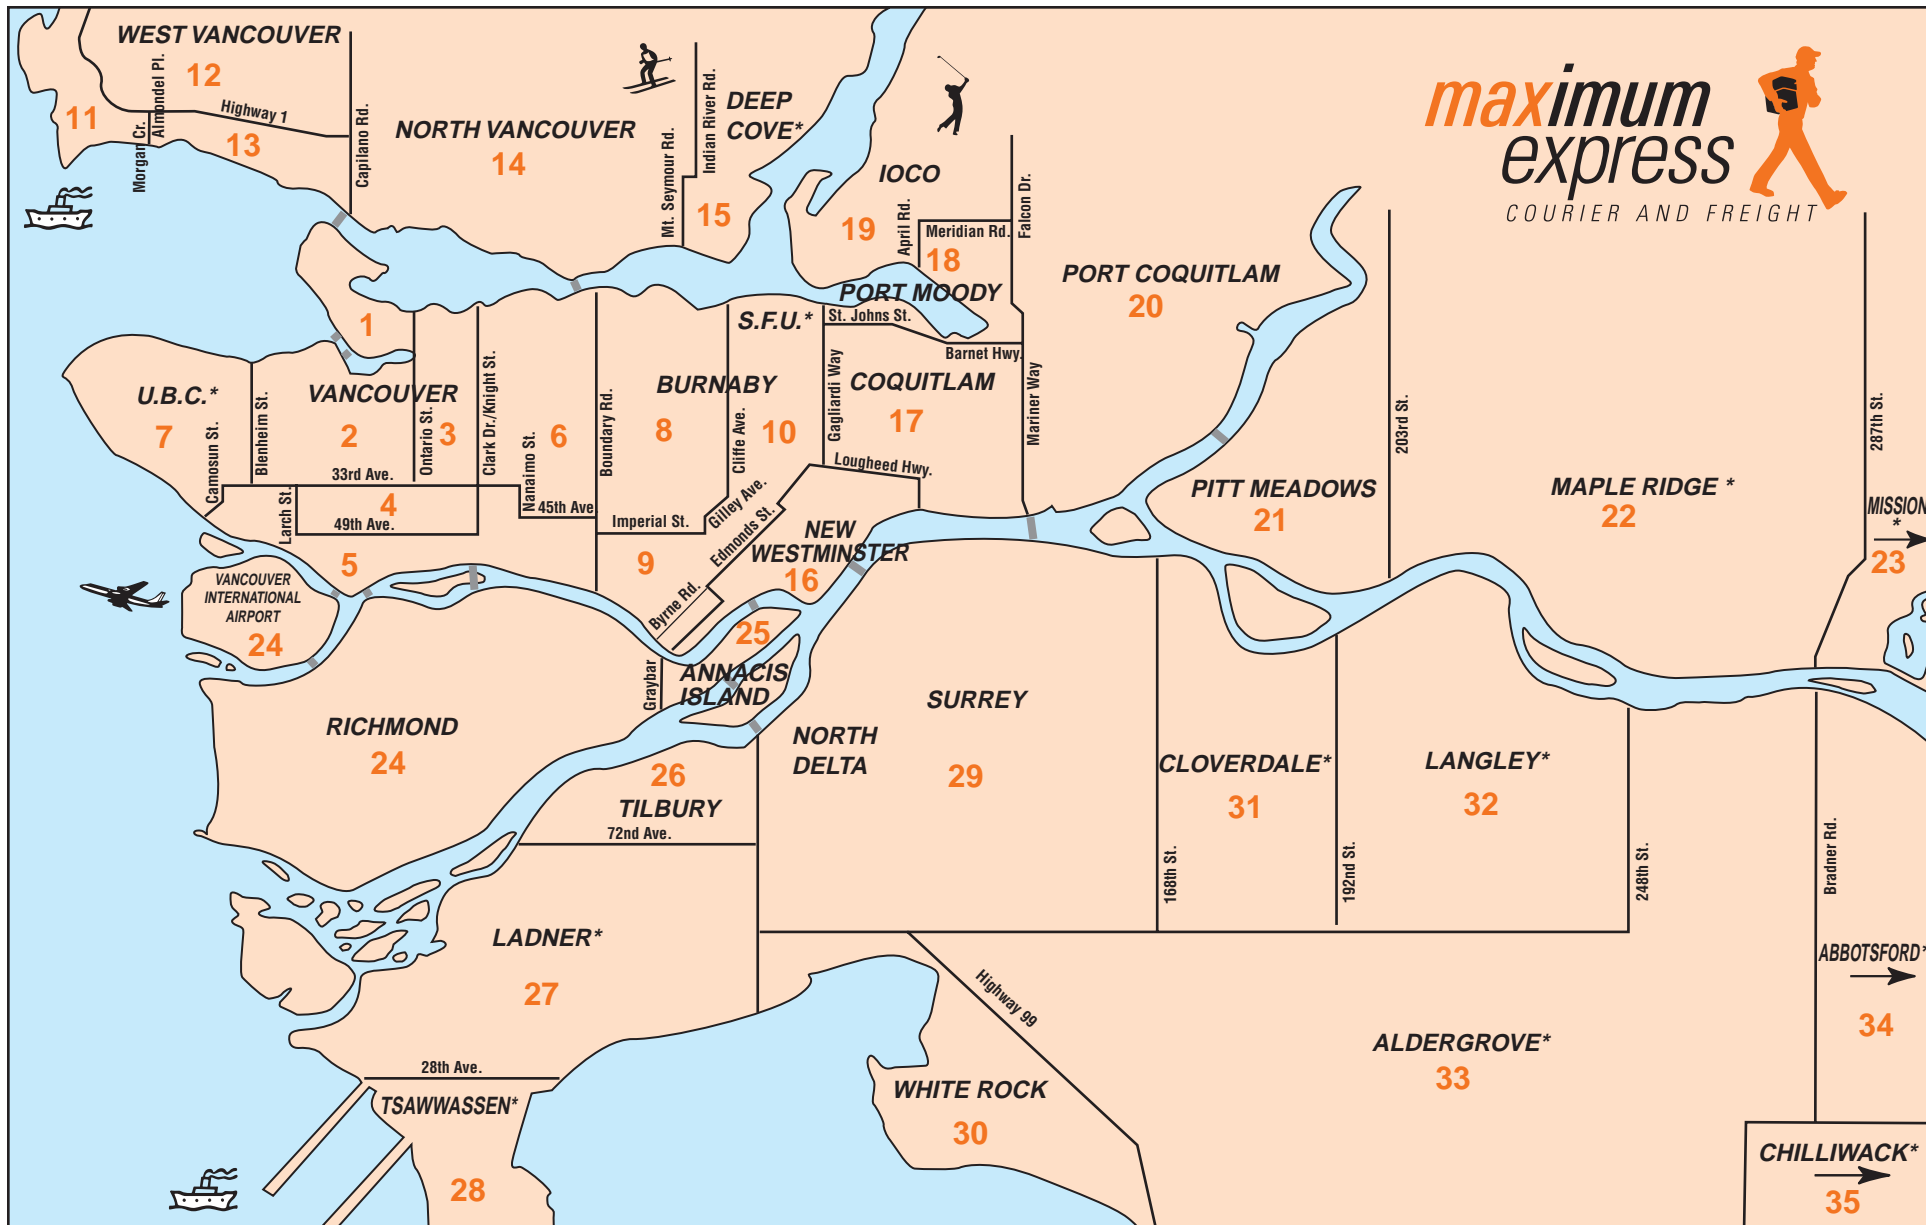 WEST VANCOUVER
12
Almondel Pl.
Highway 1
11
Morgan Cr.
13
Capilano Rd.
NORTH VANCOUVER
14
Mt. Seymour Rd.
Indian River Rd.
DEEP
COVE*
15
IOCO
19
April Rd.
Meridian Rd.
18
Falcon Dr.
PORT MOODY
maximum
express
COURIER AND FREIGHT
PORT COQUITLAM
20
1
S.F.U.*
St. Johns St.
Barnet Hwy.
U.B.C.*
7
Camosun St.
Blenheim St.
VANCOUVER
2
33rd Ave.
Ontario St.
3
Clark Dr./Knight St.
6
Nanaimo St.
45th Ave.
Boundary Rd.
BURNABY
8
Cliffe Ave.
10
Gagliardi Way
COQUITLAM
17
Lougheed Hwy.
Mariner Way
203rd St.
287th St.
Larch St.
4
49th Ave.
5
Imperial St.
Gilley Ave.
Edmonds St.
9
Byrne Rd.
NEW
WESTMINSTER
16
PITT MEADOWS
21
MAPLE RIDGE *
22
MISSION
*
23
VANCOUVER
INTERNATIONAL
AIRPORT
24
25
ANNACIS
ISLAND
Graybar
RICHMOND
24
26
TILBURY
72nd Ave.
NORTH
DELTA
SURREY
29
CLOVERDALE*
31
168th St.
LANGLEY*
32
192nd St.
248th St.
Bradner Rd.
LADNER*
27
28th Ave.
TSAWWASSEN*
28
Highway 99
WHITE ROCK
30
ALDERGROVE*
33
ABBOTSFORD*
34
CHILLIWACK*
35